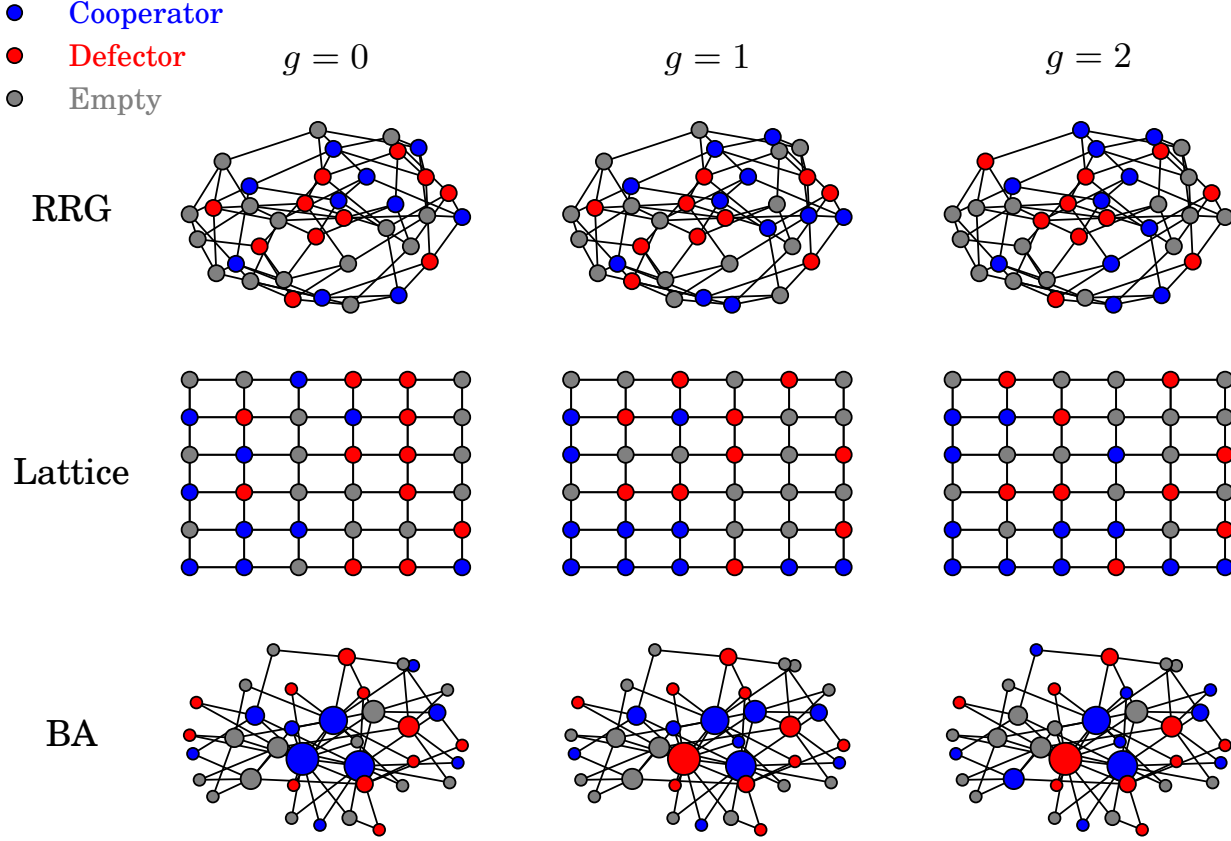 Cooperator
Defector
Empty
g = 0
g = 1
g = 2
RRG
Lattice
BA